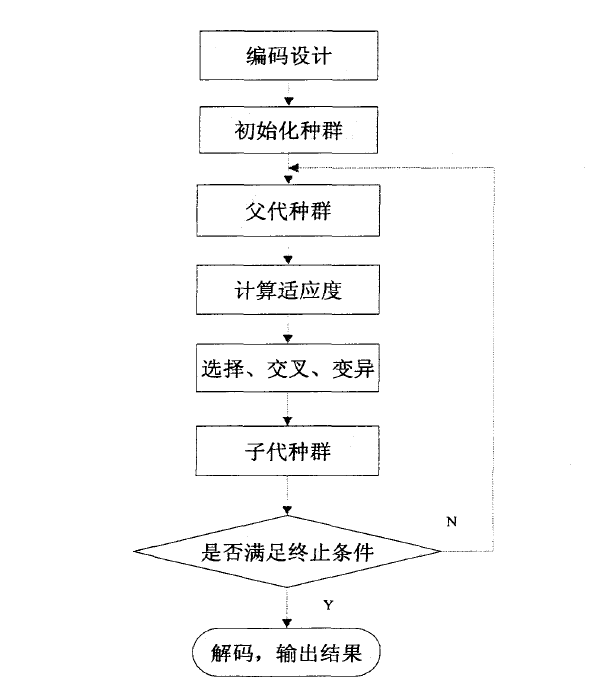 编码设计
初始化种群
父代种群
计算适应度
选择、交叉、变异
子代种群
N
是否满足终止条件
Y
解码，输出结果